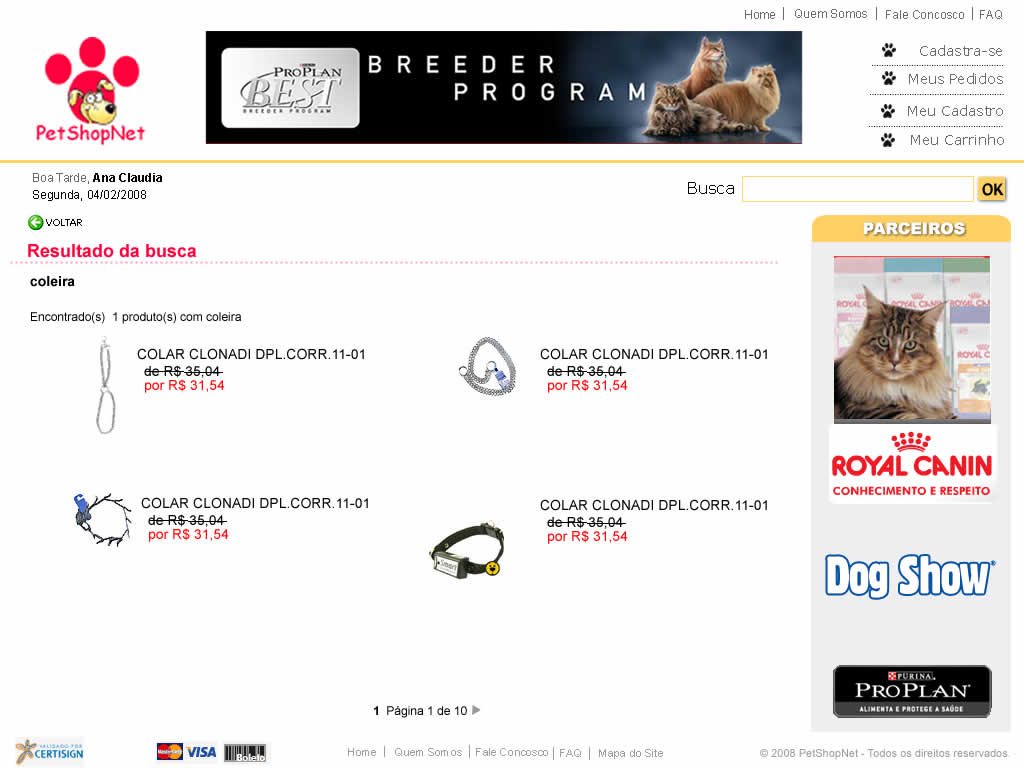 Home | Quem Somos | Fale Concosco | FAQ
PetShopNet
PURINA
PROPLAN
BEST
BREEDER PROGRAM
BREEDER
PROGRAM
Cadastra-se
Meus Pedidos
Meu Cadastro
Meu Carrinho
Boa Tarde, Ana Claudia
Segunda, 04/02/2008
Busca OK
VOLTAR
Resultado da busca
coleira
Encontrado(s) 1 produto(s) com coleira
COLAR CLONADI DPL.CORR.11-01
de R$ 35,04
por R$ 31,54
COLAR CLONADI DPL.CORR.11-01
de R$ 35,04
por R$ 31,54
COLAR CLONADI DPL.CORR.11-01
de R$ 35,04
por R$ 31,54
Smart
COLAR CLONADI DPL.CORR.11-01
de R$ 35,04
por R$ 31,54
1 Página 1 de 10
PARCEIROS
ROYAL CANIN
ROYAL CANIN
CONHECIMENTO E RESPEITO
Dog Show®
PURINA
PROPLAN
ALIMENTA E PROTEGE A SAÚDE
VALIDADO POR
CERTISIGN
MasterCard VISA Boleto
Home | Quem Somos | Fale Concosco | FAQ | Mapa do Site
© 2008 PetShopNet - Todos os direitos reservados.